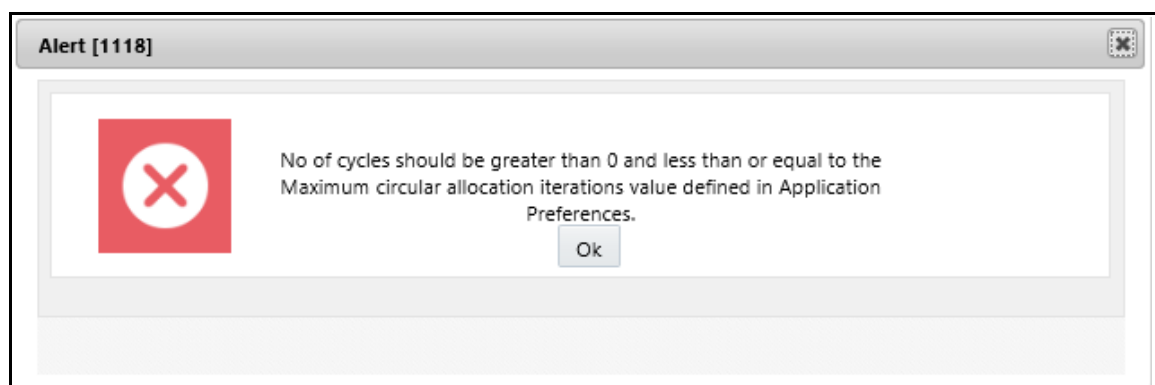 Alert [1118]
No of cycles should be greater than 0 and less than or equal to the
Maximum circular allocation iterations value defined in Application
Preferences.
Ok